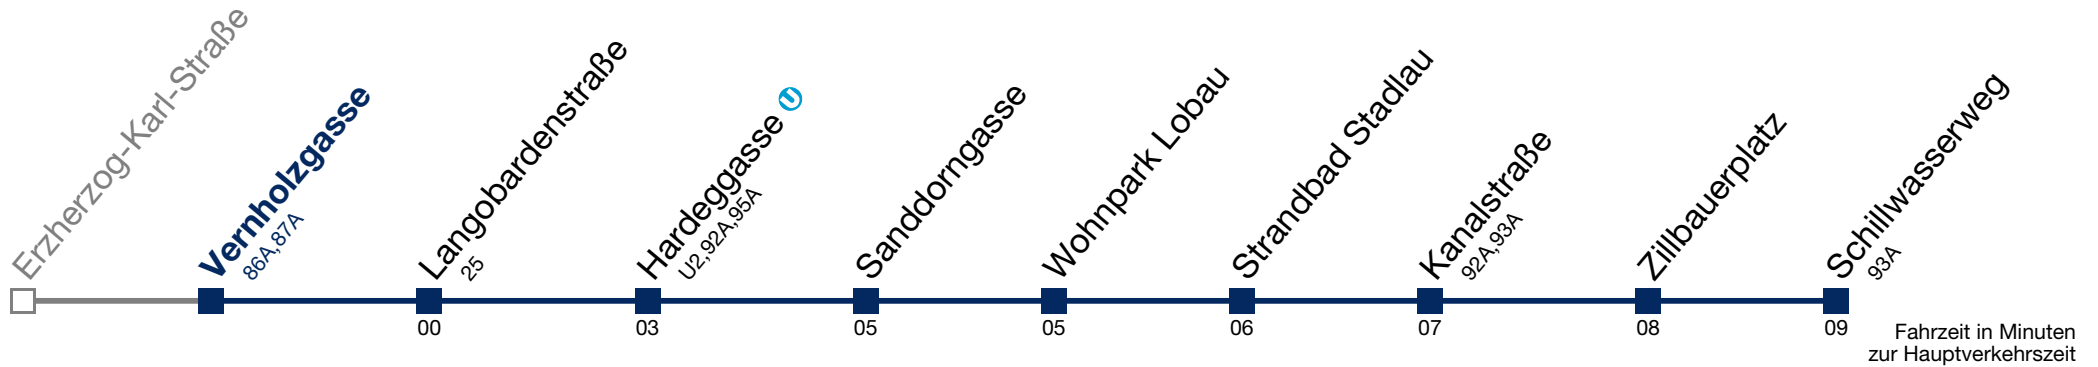 Erzherzog-Karl-Straße
Vernholzgasse
86A,87A
Langobardenstraße
25
Hardeggasse U
U2,92A,95A
Sanddorngasse
Wohnpark Lobau
Strandbad Stadlau
Kanalstraße
92A,93A
Zillbauerplatz
Schillwasserweg
93A
00 03 05 05 06 07 08 09
Fahrzeit in Minuten
zur Hauptverkehrszeit